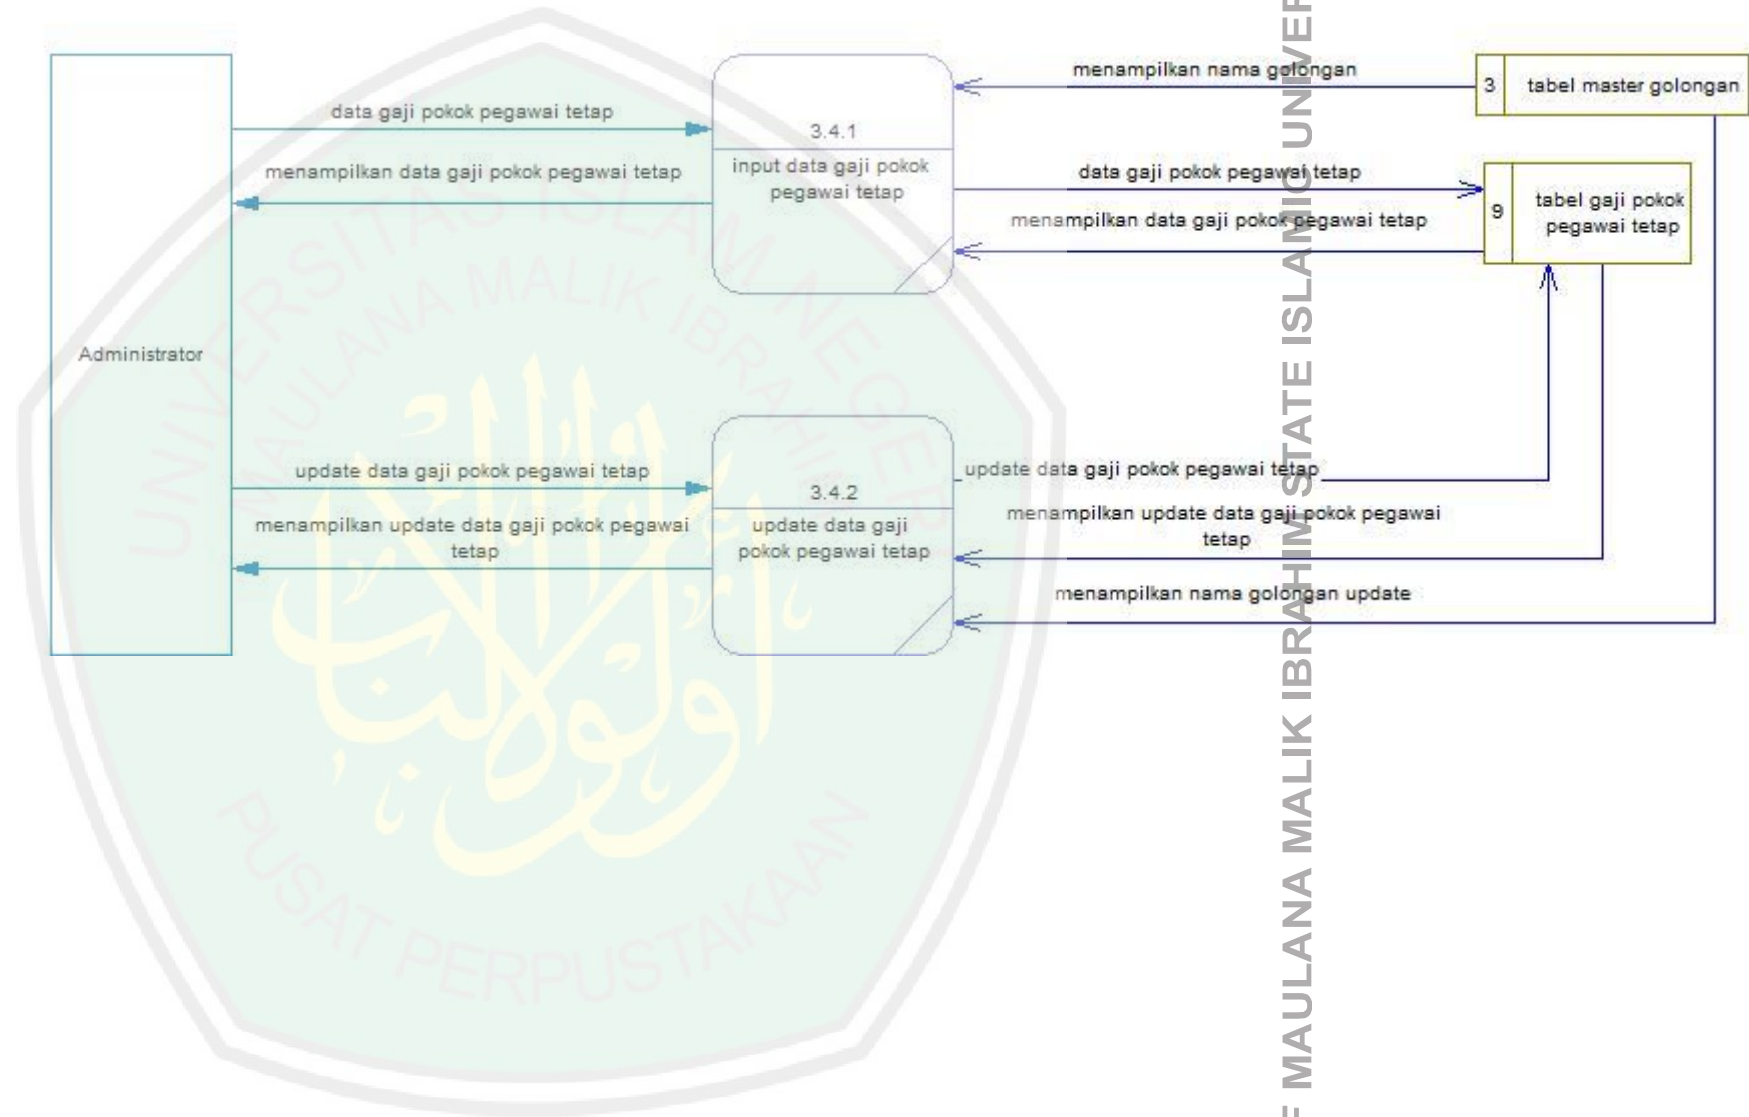 menampilkan nama golongan
3 tabel master golongan
data gaji pokok pegawai tetap
3.4.1
menampilkan data gaji pokok pegawai tetap
input data gaji pokok
pegawai tetap
data gaji pokok pegawai tetap
menampilkan data gaji pokok pegawai tetap
9
tabel gaji pokok
pegawai tetap
Administrator
update data gaji pokok pegawai tetap
3.4.2
menampilkan update data gaji pokok pegawai
tetap
update data gaji
pokok pegawai tetap
update data gaji pokok pegawai tetap
menampilkan update data gaji pokok pegawai
tetap
menampilkan nama golongan update
UNIVERSITAS ISLAM NEGERI
MAULANA MALIK IBRAHIM
PUSAT PERPUSTAKAAN
MAULANA MALIK IBRAHIM STATE ISLAMIC